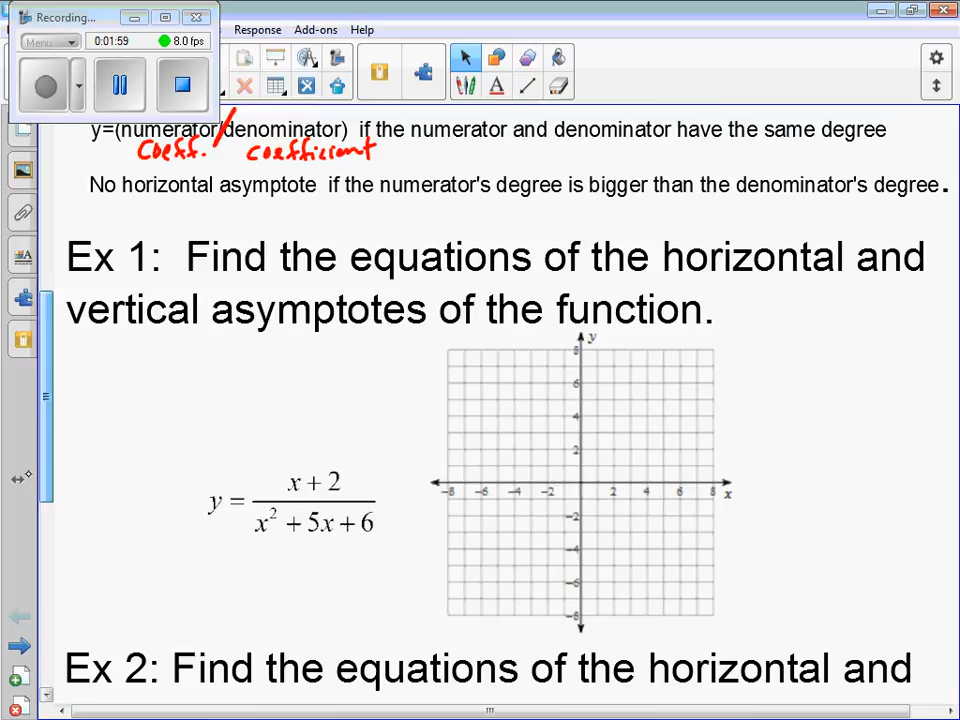 Recording...
Menu
0:01:59
8.0 fps
Response Add-ons Help
y=(numerator/denominator) if the numerator and denominator have the same degree
coeff. coefficient
No horizontal asymptote if the numerator's degree is bigger than the denominator's degree.
Ex 1: Find the equations of the horizontal and
vertical asymptotes of the function.
y
8
6
4
2
y = (x + 2) / (x² + 5x + 6)
-8 -6 -4 -2 2 4 6 8 x
-2
-4
-6
-8
Ex 2: Find the equations of the horizontal and